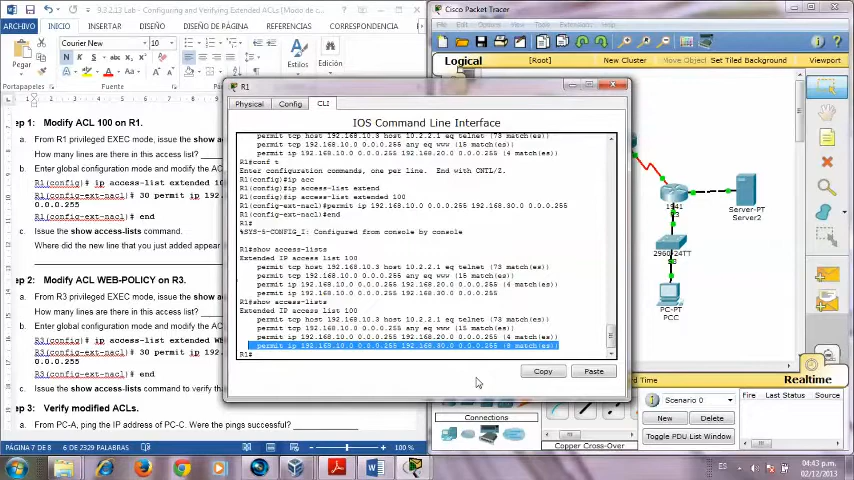 9.3.2.13 Lab - Configuring and Verifying Extended ACLs (Modo de
ARCHIVO INICIO INSERTAR DISEÑO DISEÑO DE PÁGINA REFERENCIAS CORRESPONDENCIA
Courier New 10
Pegar
Estilos
Edición
N K S
ep 1: Modify ACL 100 on R1.
a. From R1 privileged EXEC mode, issue the show a
How many lines are there in this access list?
b. Enter global configuration mode and modify the AC
R1(config)# ip access-list extended 10
R1(config-ext-nacl)# 30 permit ip 192.
0.0.0.255
R1(config-ext-nacl)# end
c. Issue the show access-lists command.
Where did the new line that you just added appear
ep 2: Modify ACL WEB-POLICY on R3.
a. From R3 privileged EXEC mode, issue the show
How many lines are there in this access list?
b. Enter global configuration mode and modify the AC
R3(config)# ip access-list extended WE
R3(config-ext-nacl)# 30 permit ip 192.
0.0.0.255
R3(config-ext-nacl)# end
c. Issue the show access-lists command to verify that
ep 3: Verify modified ACLs.
a. From PC-A, ping the IP address of PC-C. Were the pings successful?
PÁGINA 7 DE 8 6 DE 2329 PALABRAS 100 %
R1
Physical Config CLI
IOS Command Line Interface
permit tcp host 192.168.10.3 host 10.2.2.1 eq telnet (73 match(es))
permit tcp 192.168.10.0 0.0.0.255 any eq www (15 match(es))
permit ip 192.168.10.0 0.0.0.255 192.168.20.0 0.0.0.255 (4 match(es))
R1#conf t
Enter configuration commands, one per line. End with CNTL/Z.
R1(config)#ip acc
R1(config)#ip access-list extend
R1(config)#ip access-list extended 100
R1(config-ext-nacl)#permit ip 192.168.10.0 0.0.0.255 192.168.30.0 0.0.0.255
R1(config-ext-nacl)#end
R1#
%SYS-5-CONFIG_I: Configured from console by console
R1#show access-lists
Extended IP access list 100
permit tcp host 192.168.10.3 host 10.2.2.1 eq telnet (73 match(es))
permit tcp 192.168.10.0 0.0.0.255 any eq www (15 match(es))
permit ip 192.168.10.0 0.0.0.255 192.168.20.0 0.0.0.255 (4 match(es))
permit ip 192.168.10.0 0.0.0.255 192.168.30.0 0.0.0.255
R1#show access-lists
Extended IP access list 100
permit tcp host 192.168.10.3 host 10.2.2.1 eq telnet (73 match(es))
permit tcp 192.168.10.0 0.0.0.255 any eq www (15 match(es))
permit ip 192.168.10.0 0.0.0.255 192.168.20.0 0.0.0.255 (4 match(es))
permit ip 192.168.10.0 0.0.0.255 192.168.30.0 0.0.0.255 (8 match(es))
R1#
Copy Paste
Cisco Packet Tracer
File Edit Options View Tools Extensions Help
Logical [Root] New Cluster Move Object Set Tiled Background Viewport
1941
R3
Server-PT
Server2
2960-24TT
PC-PT
PCC
Realtime
Scenario 0
New Delete
Toggle PDU List Window
Fire Last Status
Connections
Copper Cross-Over
ES
04:43 p.m.
02/12/2013